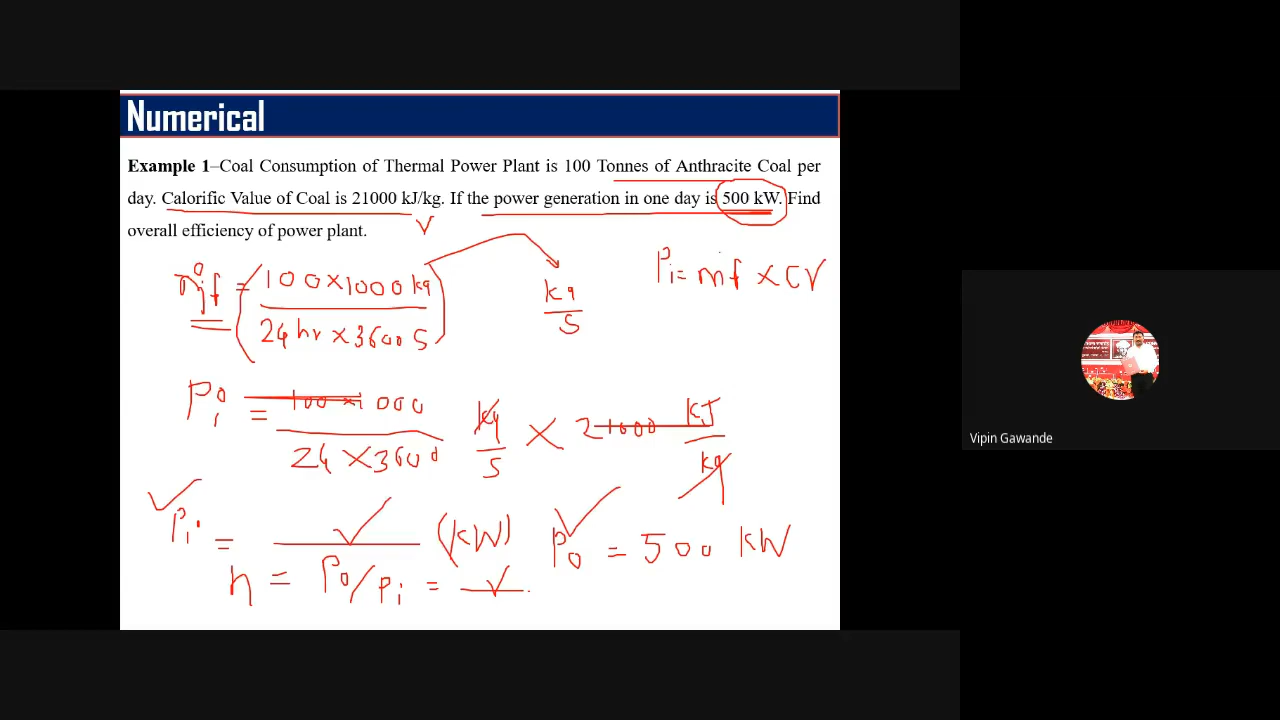 Numerical
Example 1–Coal Consumption of Thermal Power Plant is 100 Tonnes of Anthracite Coal per
day. Calorific Value of Coal is 21000 kJ/kg. If the power generation in one day is 500 kW. Find
overall efficiency of power plant.
ṁf = (100 × 1000 kg / 24 hr × 3600 S) kg/S
Pi = ṁf × CV
Pi = 100 × 1000 / 24 × 3600 kg/S × 21000 kJ/kg
Pi = ✓ (kW) Po = 500 kW
η = Po/Pi = ✓
Vipin Gawande